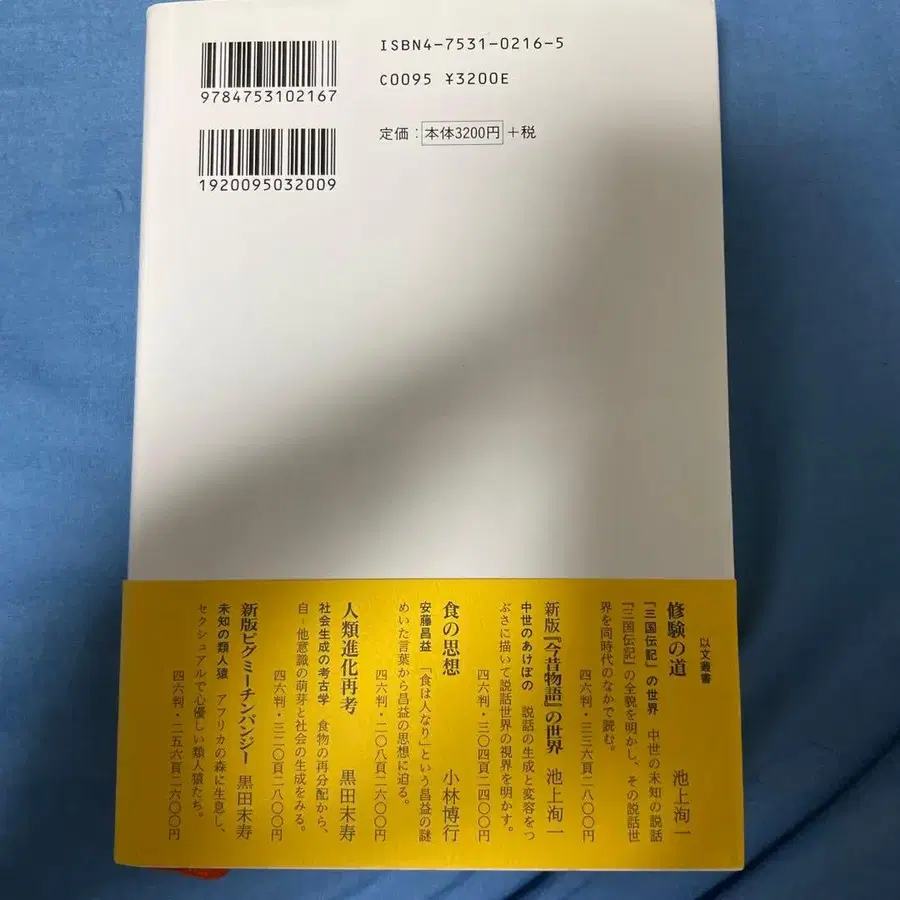 ISBN4-7531-0216-5
C0095 ¥3200E
定価：本体3200円＋税
9784753102167
1920095032009
以文叢書
修験の道　池上洵一
『三国伝記』の世界　中世の未知の説話
『三国伝記』の全貌を明かし、その説話世
界を同時代のなかで読む。
四六判・三三六頁二八〇〇円
新版『今昔物語』の世界　池上洵一
中世のあけぼの　説話の生成と変容をつ
ぶさに描いて説話世界の視界を明かす。
四六判・三〇四頁二四〇〇円
食の思想　小林博行
安藤昌益　「食は人なり」という昌益の謎
めいた言葉から昌益の思想に迫る。
四六判・二〇八頁二六〇〇円
人類進化再考　黒田末寿
社会生成の考古学　食物の再分配から、
自－他意識の萌芽と社会の生成をみる。
四六判・三二〇頁二八〇〇円
新版ピグミーチンパンジー　黒田末寿
未知の類人猿　アフリカの森に生息し、
セクシュアルで心優しい類人猿たち。
四六判・二五六頁二六〇〇円